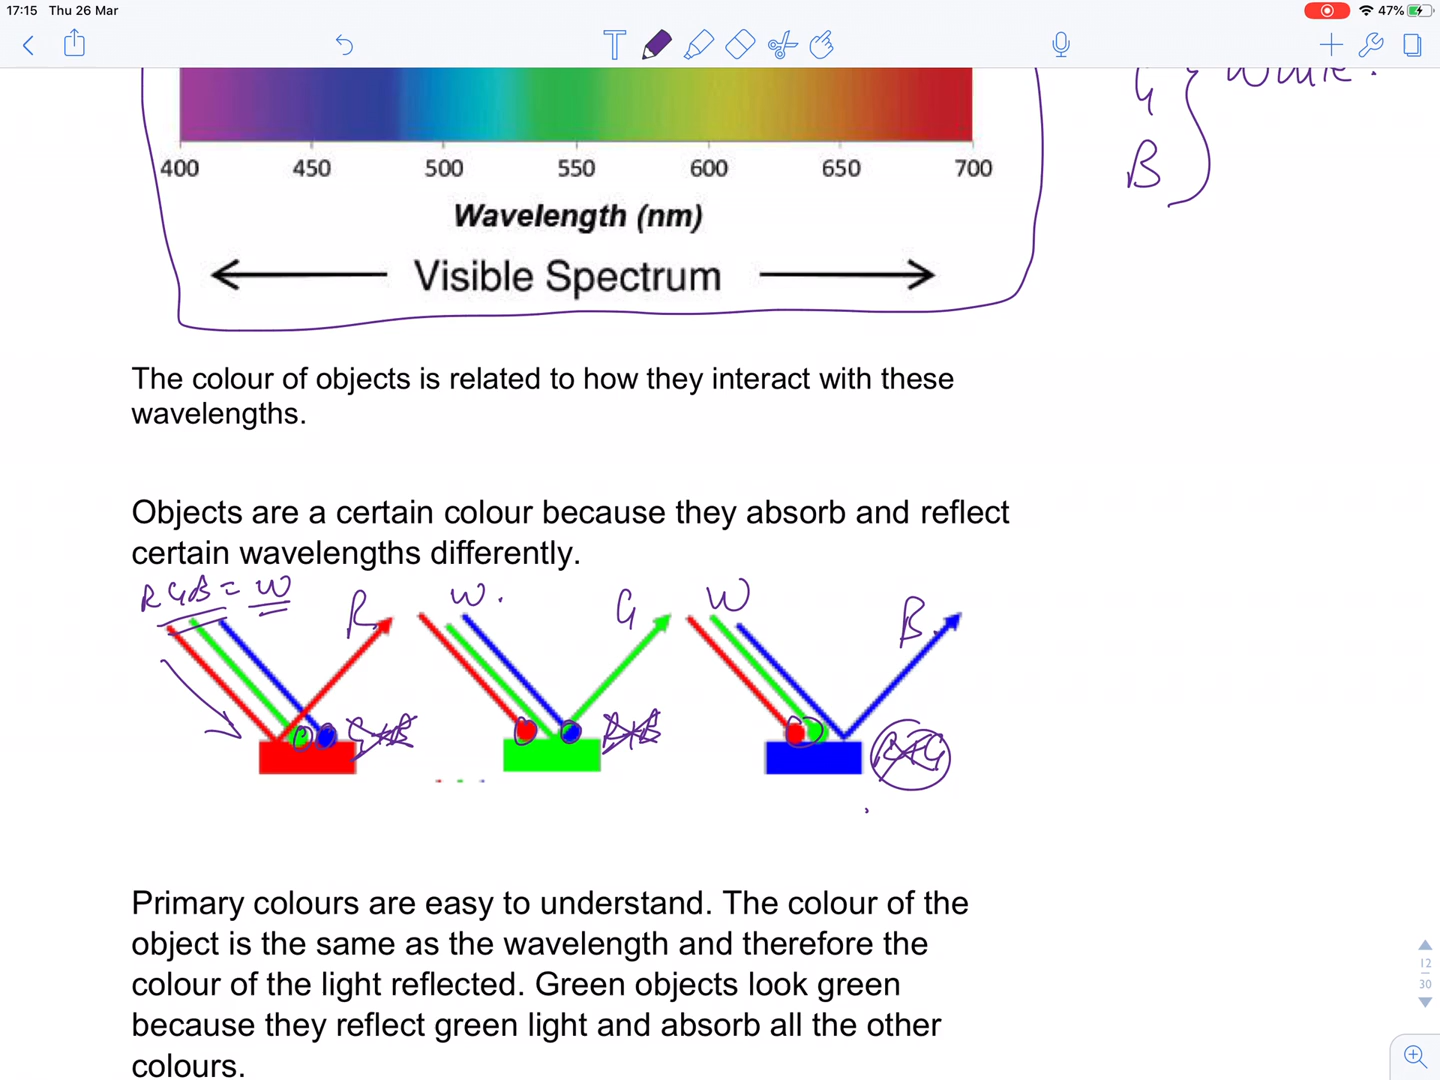 17:15 Thu 26 Mar
47%
T
G
B
400 450 500 550 600 650 700
Wavelength (nm)
Visible Spectrum
The colour of objects is related to how they interact with these
wavelengths.
Objects are a certain colour because they absorb and reflect
certain wavelengths differently.
RGB = W R W. G W B.
G+B R+B R+G
Primary colours are easy to understand. The colour of the
object is the same as the wavelength and therefore the
colour of the light reflected. Green objects look green
because they reflect green light and absorb all the other
colours.
12
30